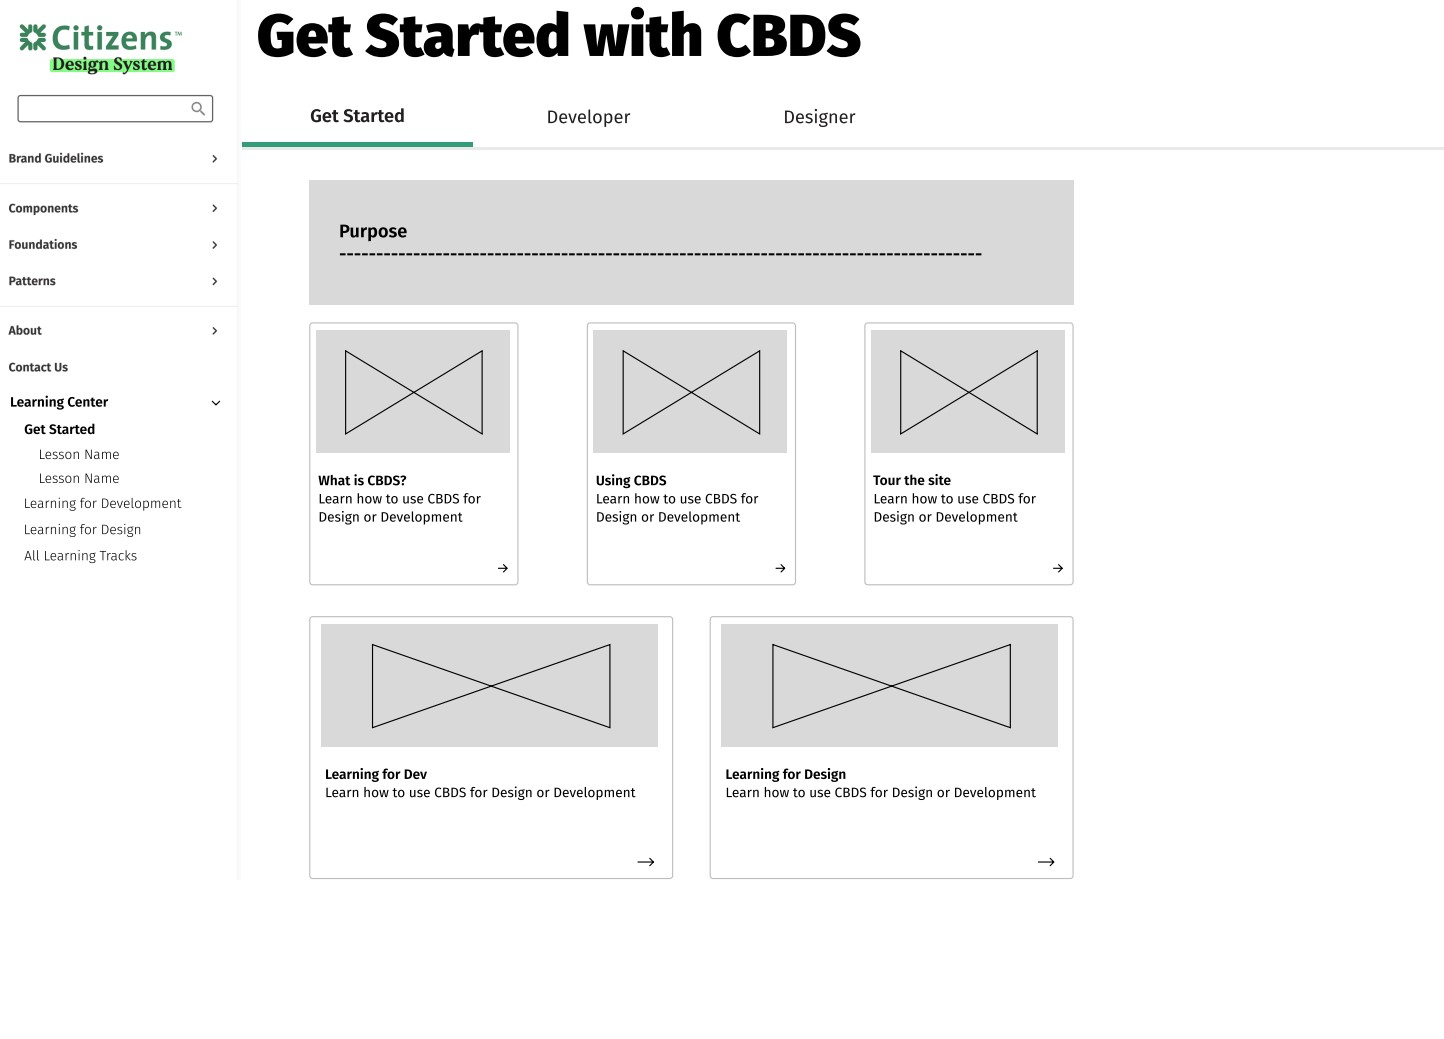 Citizens™
Design System
Brand Guidelines
Components
Foundations
Patterns
About
Contact Us
Learning Center
Get Started
Lesson Name
Lesson Name
Learning for Development
Learning for Design
All Learning Tracks
Get Started with CBDS
Get Started
Developer
Designer
Purpose
---------------------------------------------------------------------------------------
What is CBDS?
Learn how to use CBDS for
Design or Development
Using CBDS
Learn how to use CBDS for
Design or Development
Tour the site
Learn how to use CBDS for
Design or Development
Learning for Dev
Learn how to use CBDS for Design or Development
Learning for Design
Learn how to use CBDS for Design or Development